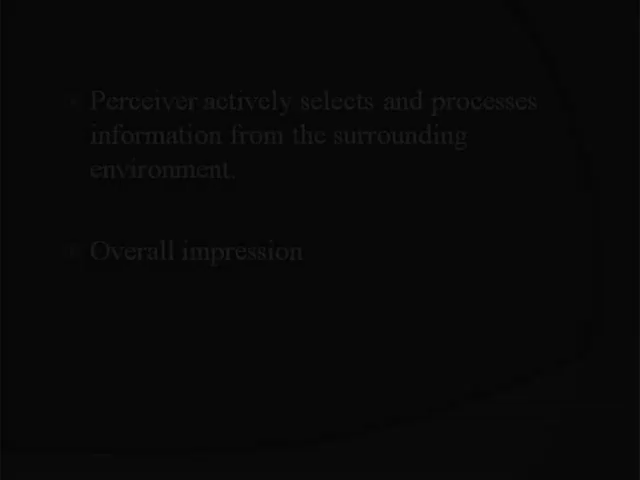 Perceiver actively selects and processes
information from the surrounding
environment.
Overall impression